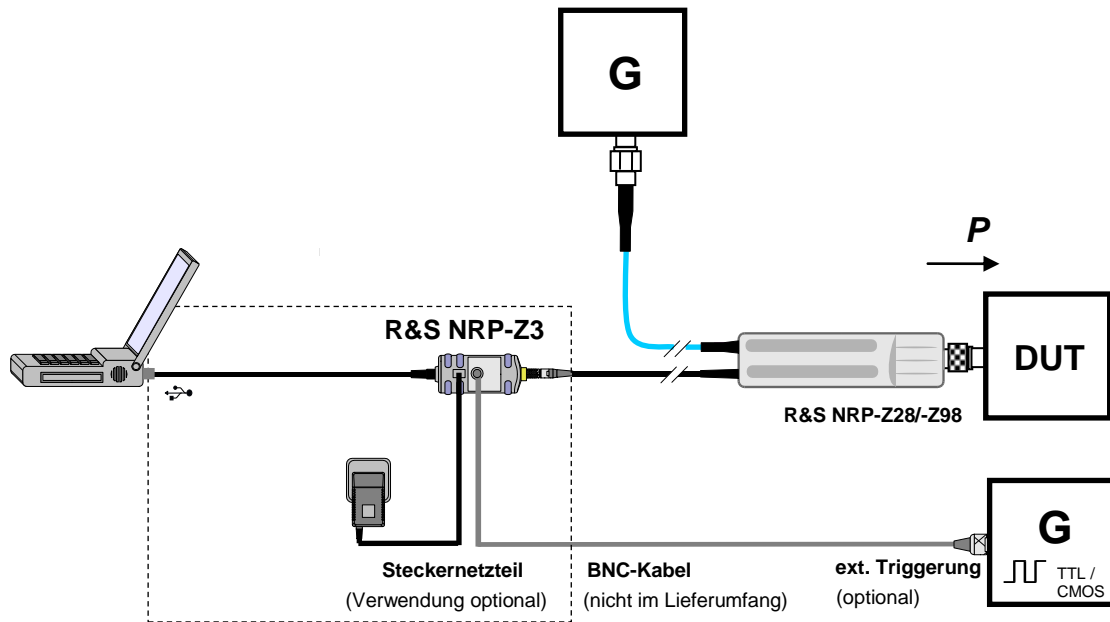 G
P
R&S NRP-Z3
DUT
R&S NRP-Z28/-Z98
G
TTL /
CMOS
Steckernetzteil
(Verwendung optional)
BNC-Kabel
(nicht im Lieferumfang)
ext. Triggerung
(optional)